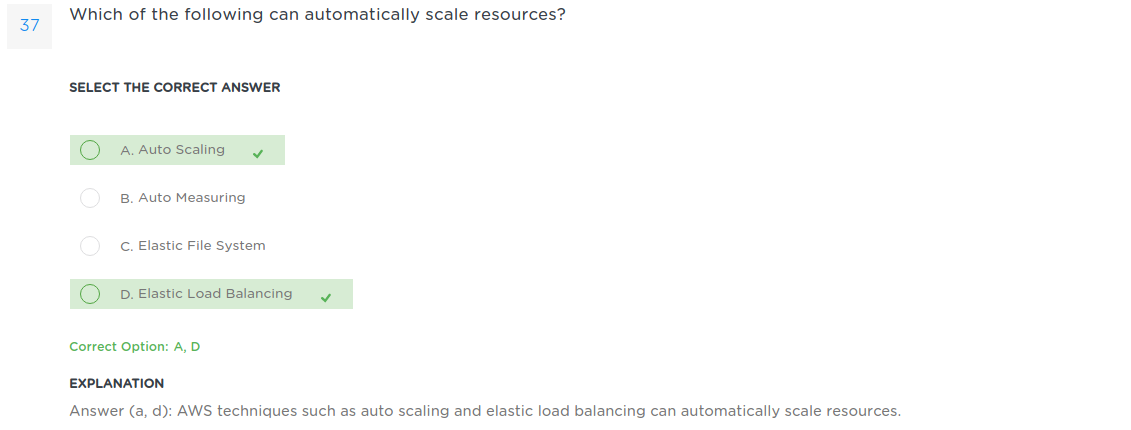 37
Which of the following can automatically scale resources?
SELECT THE CORRECT ANSWER
A. Auto Scaling
B. Auto Measuring
C. Elastic File System
D. Elastic Load Balancing
Correct Option: A, D
EXPLANATION
Answer (a, d): AWS techniques such as auto scaling and elastic load balancing can automatically scale resources.